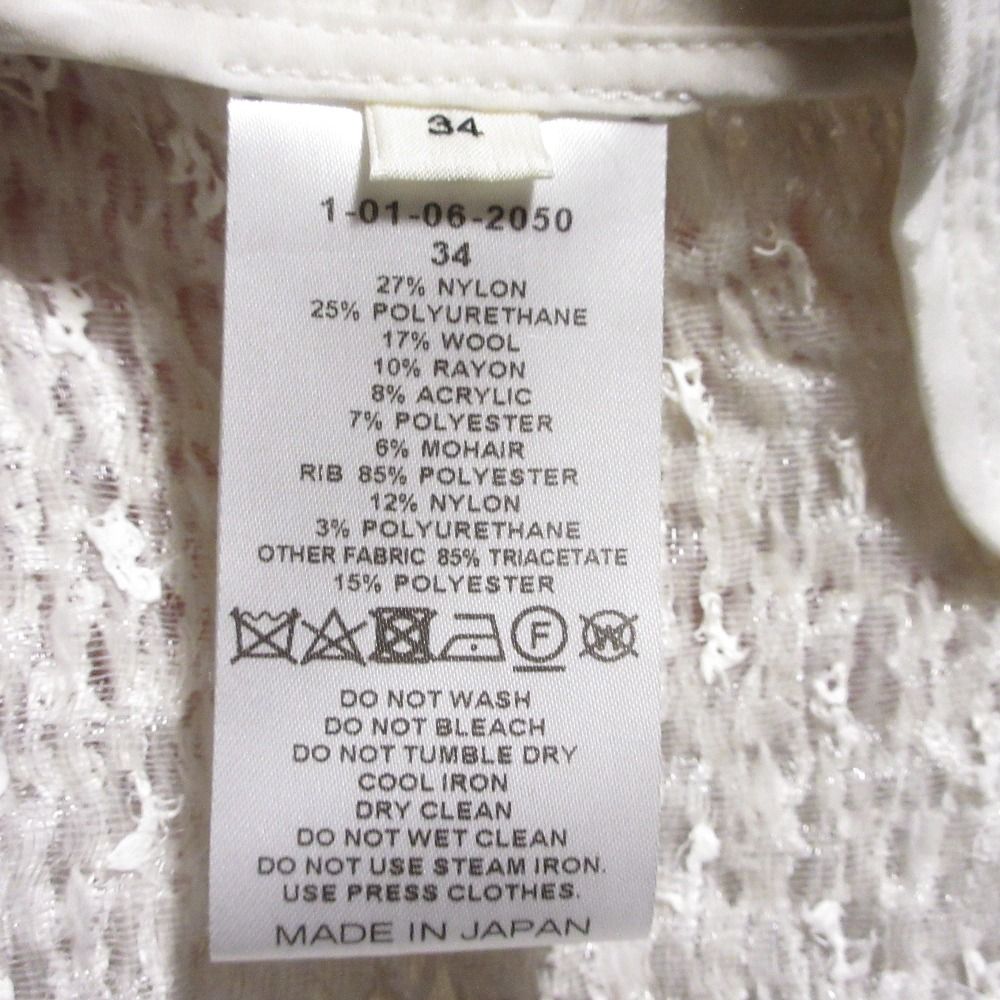 34
1-01-06-2050
34
27% NYLON
25% POLYURETHANE
17% WOOL
10% RAYON
8% ACRYLIC
7% POLYESTER
6% MOHAIR
RIB 85% POLYESTER
12% NYLON
3% POLYURETHANE
OTHER FABRIC 85% TRIACETATE
15% POLYESTER
F W
DO NOT WASH
DO NOT BLEACH
DO NOT TUMBLE DRY
COOL IRON
DRY CLEAN
DO NOT WET CLEAN
DO NOT USE STEAM IRON.
USE PRESS CLOTHES.
MADE IN JAPAN